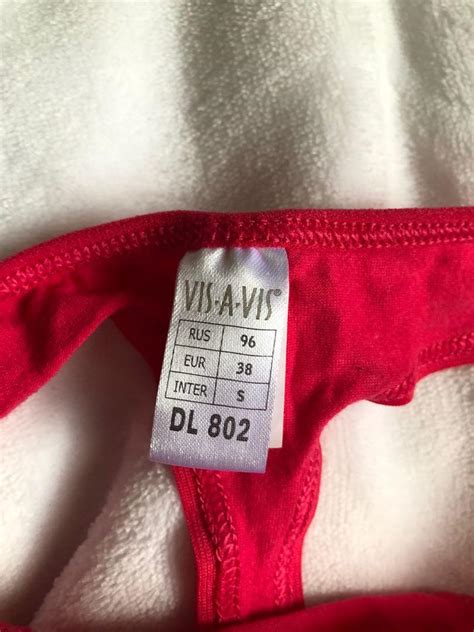 VIS·A·VIS®
RUS 96
EUR 38
INTER S
DL 802